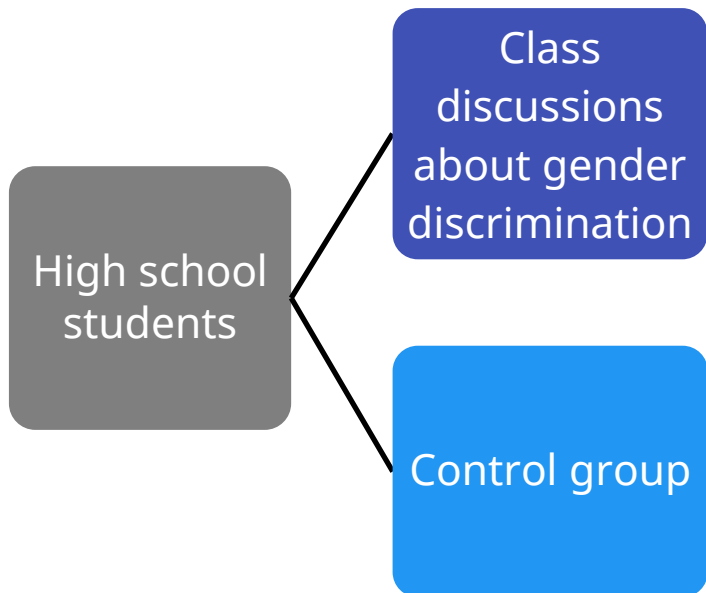 High school
students
Class
discussions
about gender
discrimination
Control group